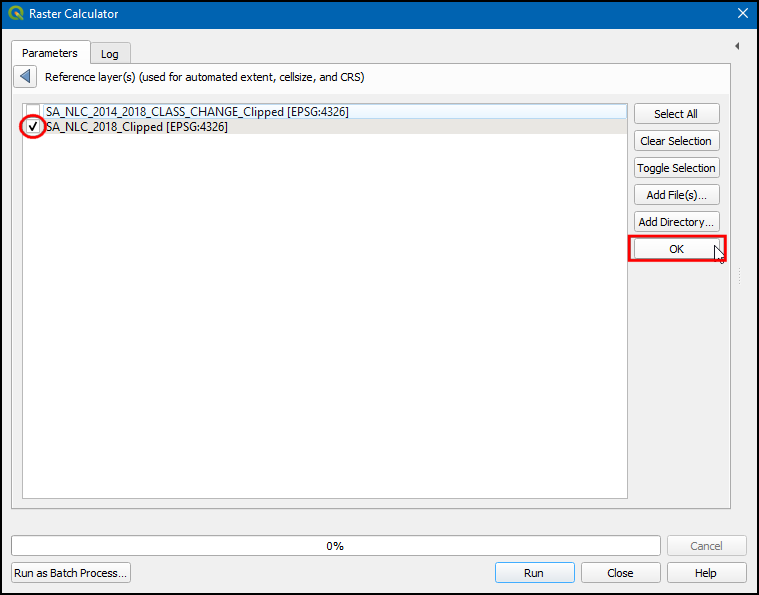 Raster Calculator
Parameters
Log
Reference layer(s) (used for automated extent, cellsize, and CRS)
SA_NLC_2014_2018_CLASS_CHANGE_Clipped [EPSG:4326]
SA_NLC_2018_Clipped [EPSG:4326]
Select All
Clear Selection
Toggle Selection
Add File(s)...
Add Directory...
OK
0%
Cancel
Run as Batch Process...
Run
Close
Help